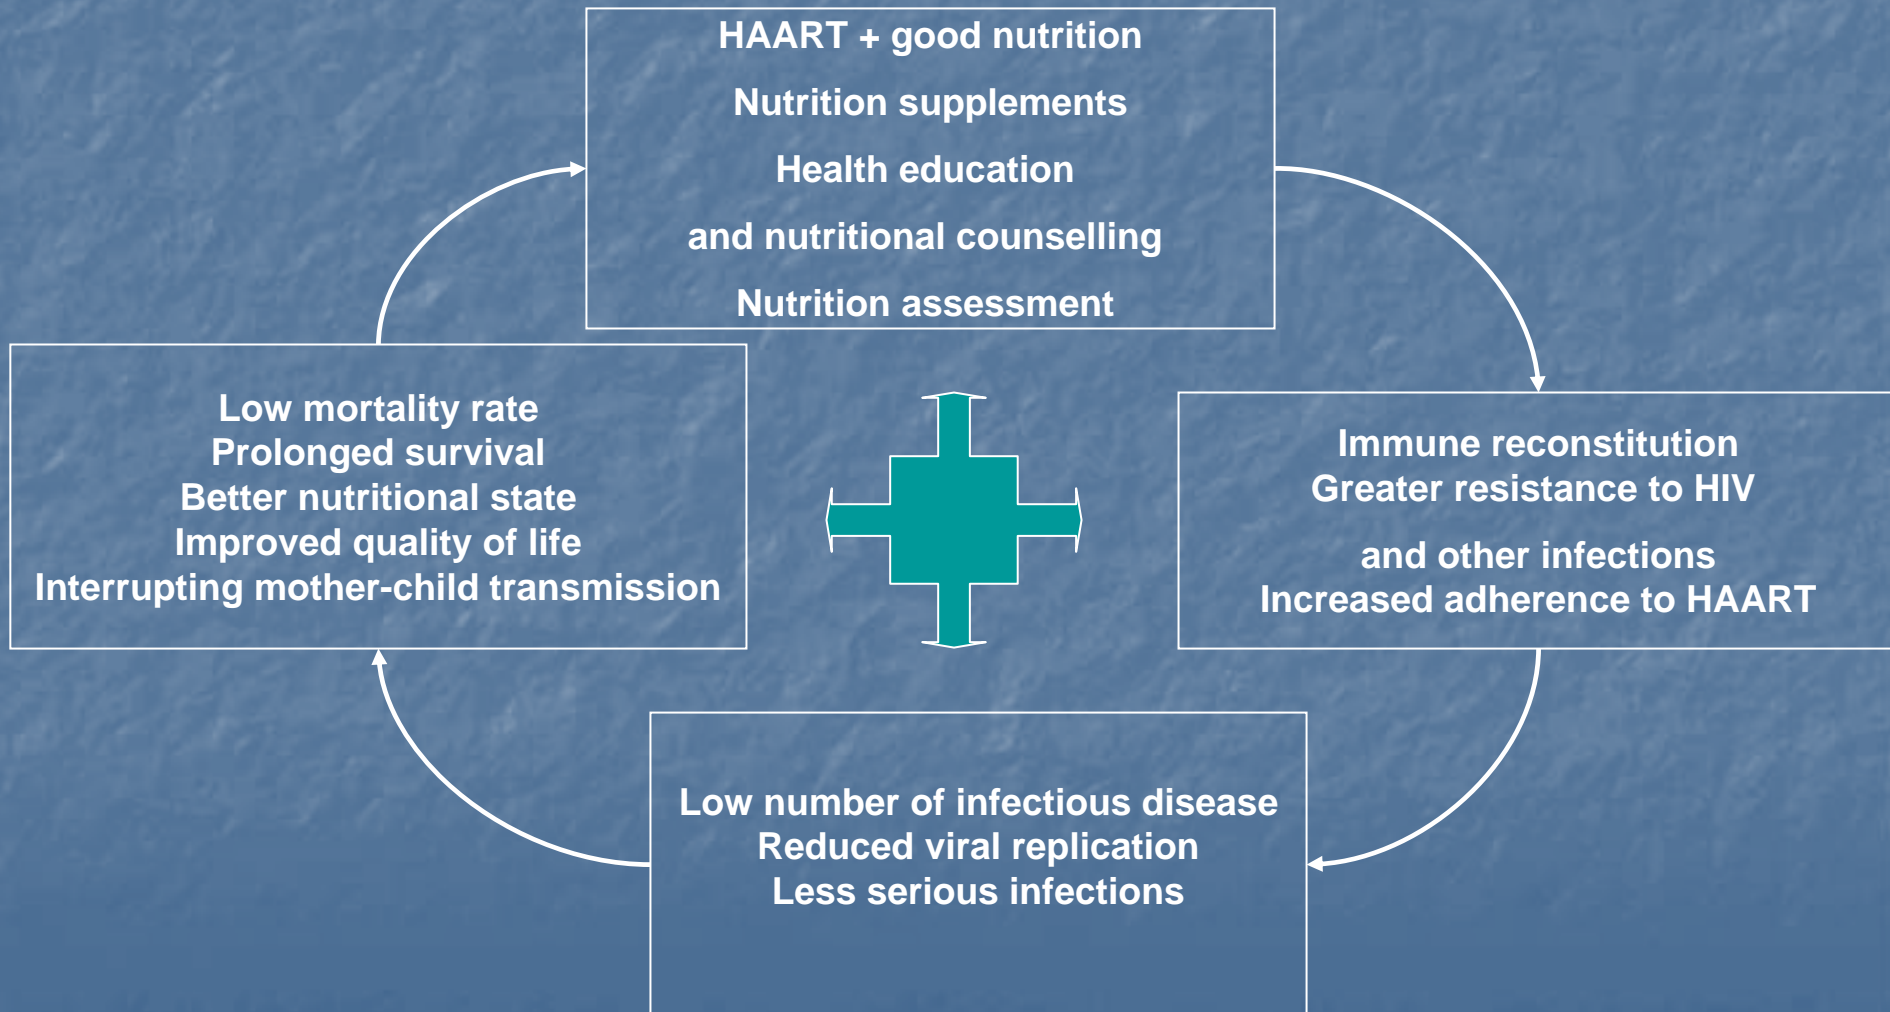 HAART + good nutrition
Nutrition supplements
Health education
and nutritional counselling
Nutrition assessment
Low mortality rate
Prolonged survival
Better nutritional state
Improved quality of life
Interrupting mother-child transmission
Immune reconstitution
Greater resistance to HIV
and other infections
Increased adherence to HAART
Low number of infectious disease
Reduced viral replication
Less serious infections